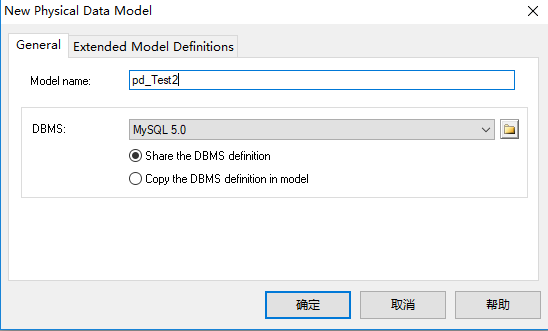 New Physical Data Model
General
Extended Model Definitions
Model name:
pd_Test2
DBMS:
MySQL 5.0
Share the DBMS definition
Copy the DBMS definition in model
确定
取消
帮助